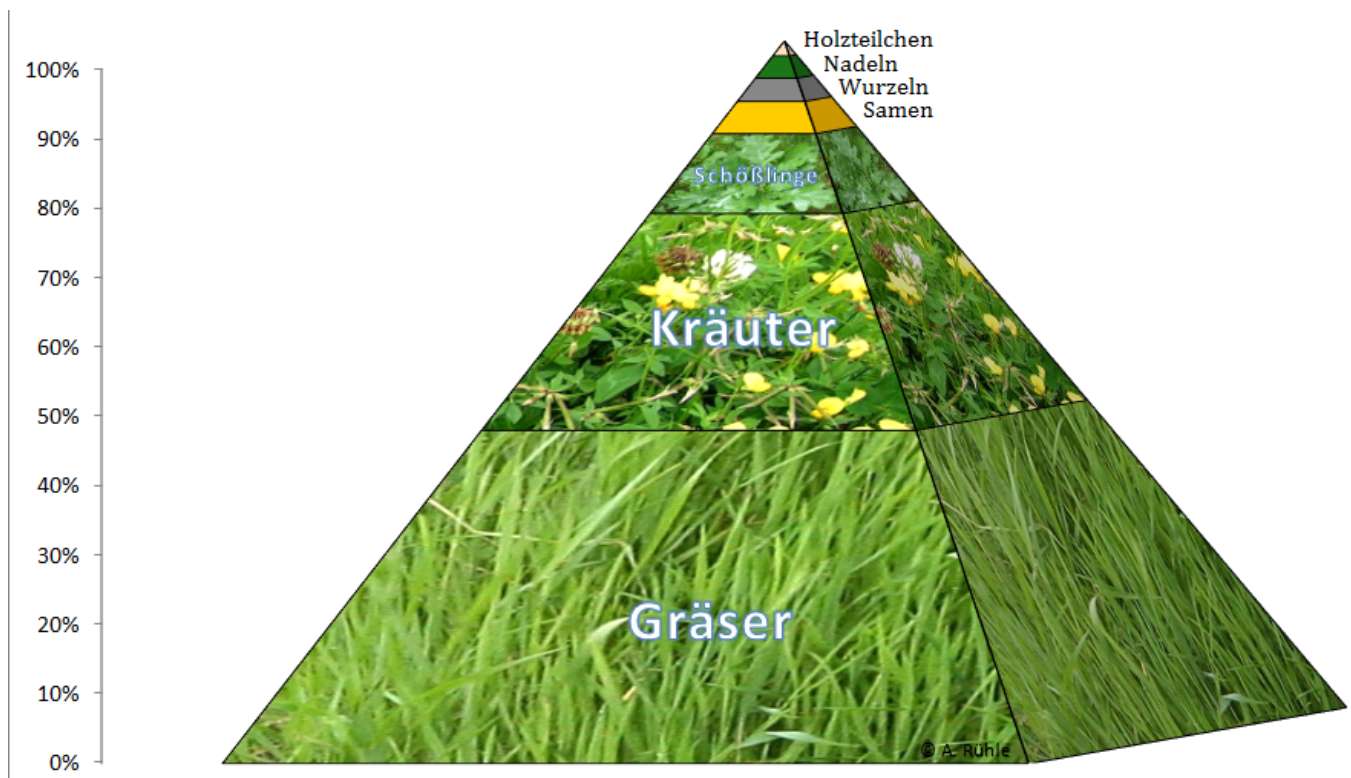 Holzteilchen
Nadeln
Wurzeln
Samen
100%
90%
80%
70%
60%
50%
40%
30%
20%
10%
0%
Schößlinge
Kräuter
Gräser
© A. Rühle